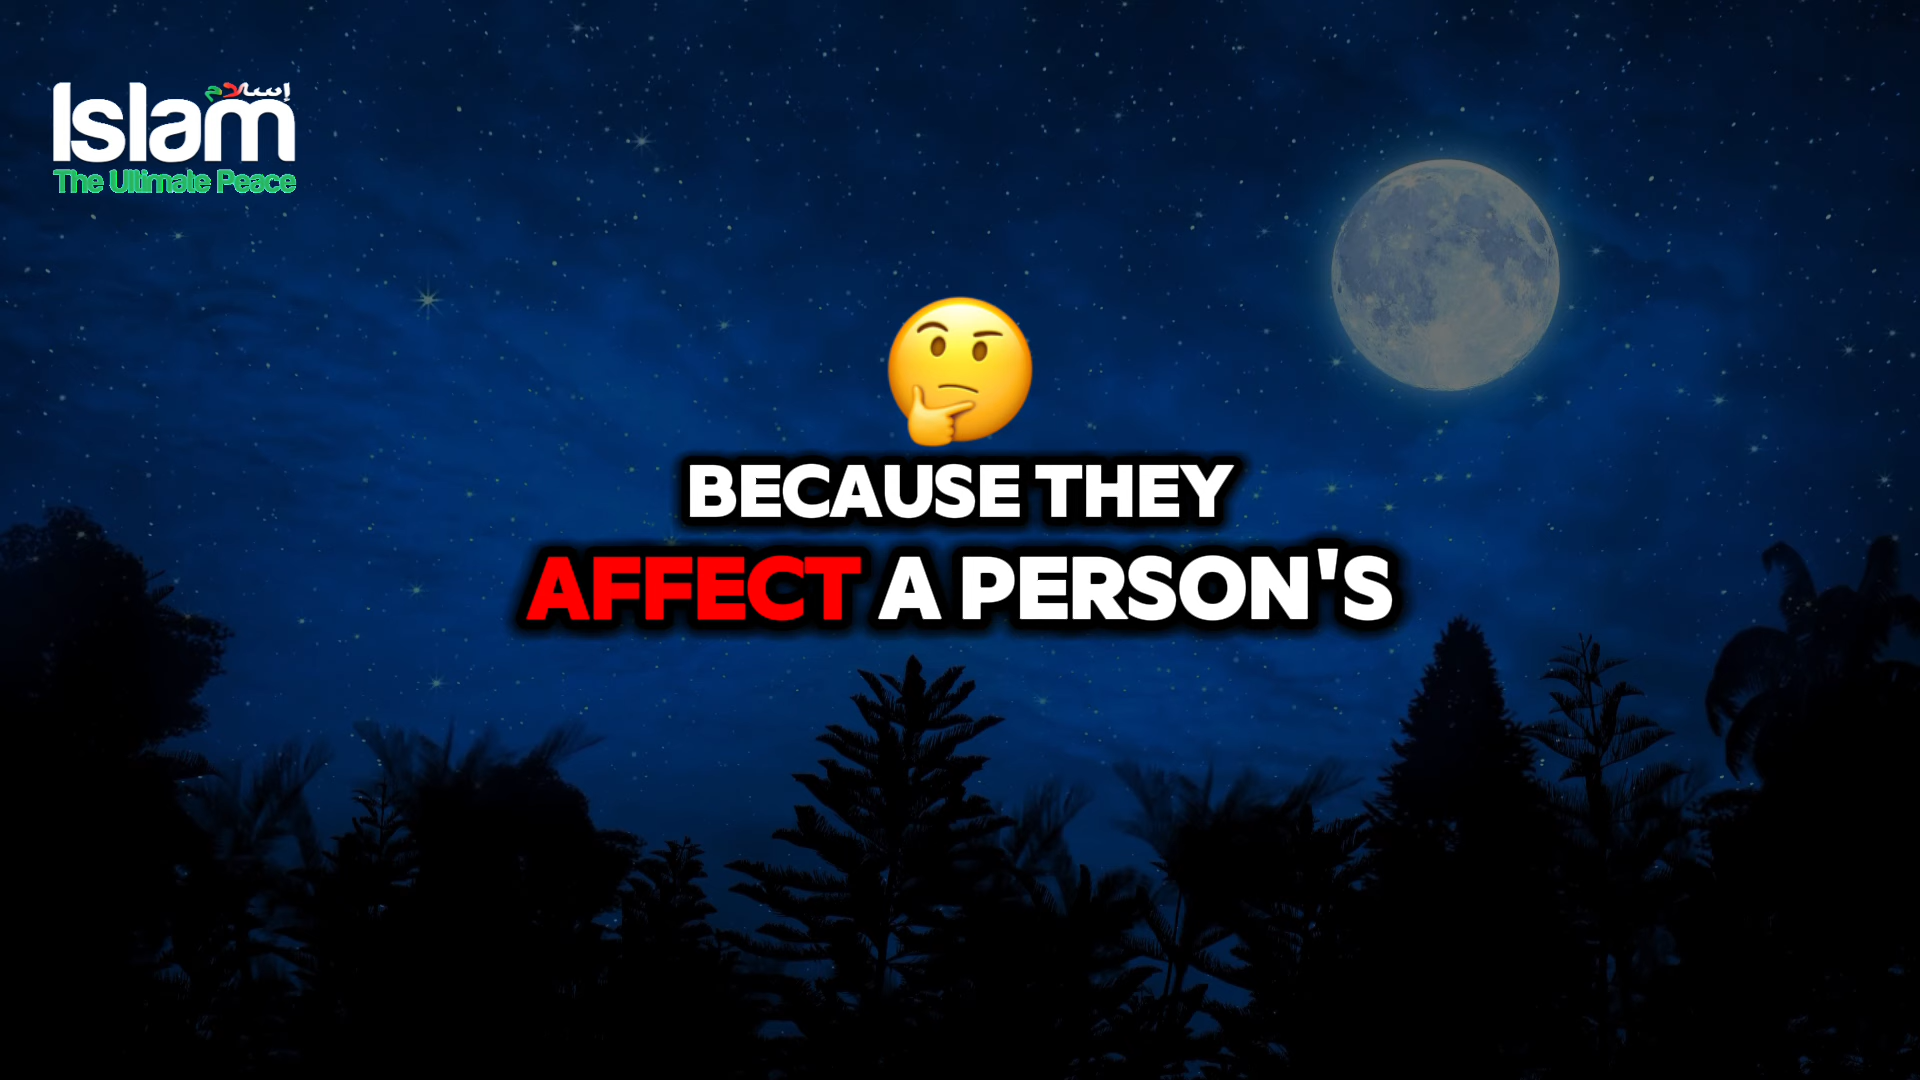 إسلام
Islam
The Ultimate Peace
BECAUSE THEY
AFFECT A PERSON'S